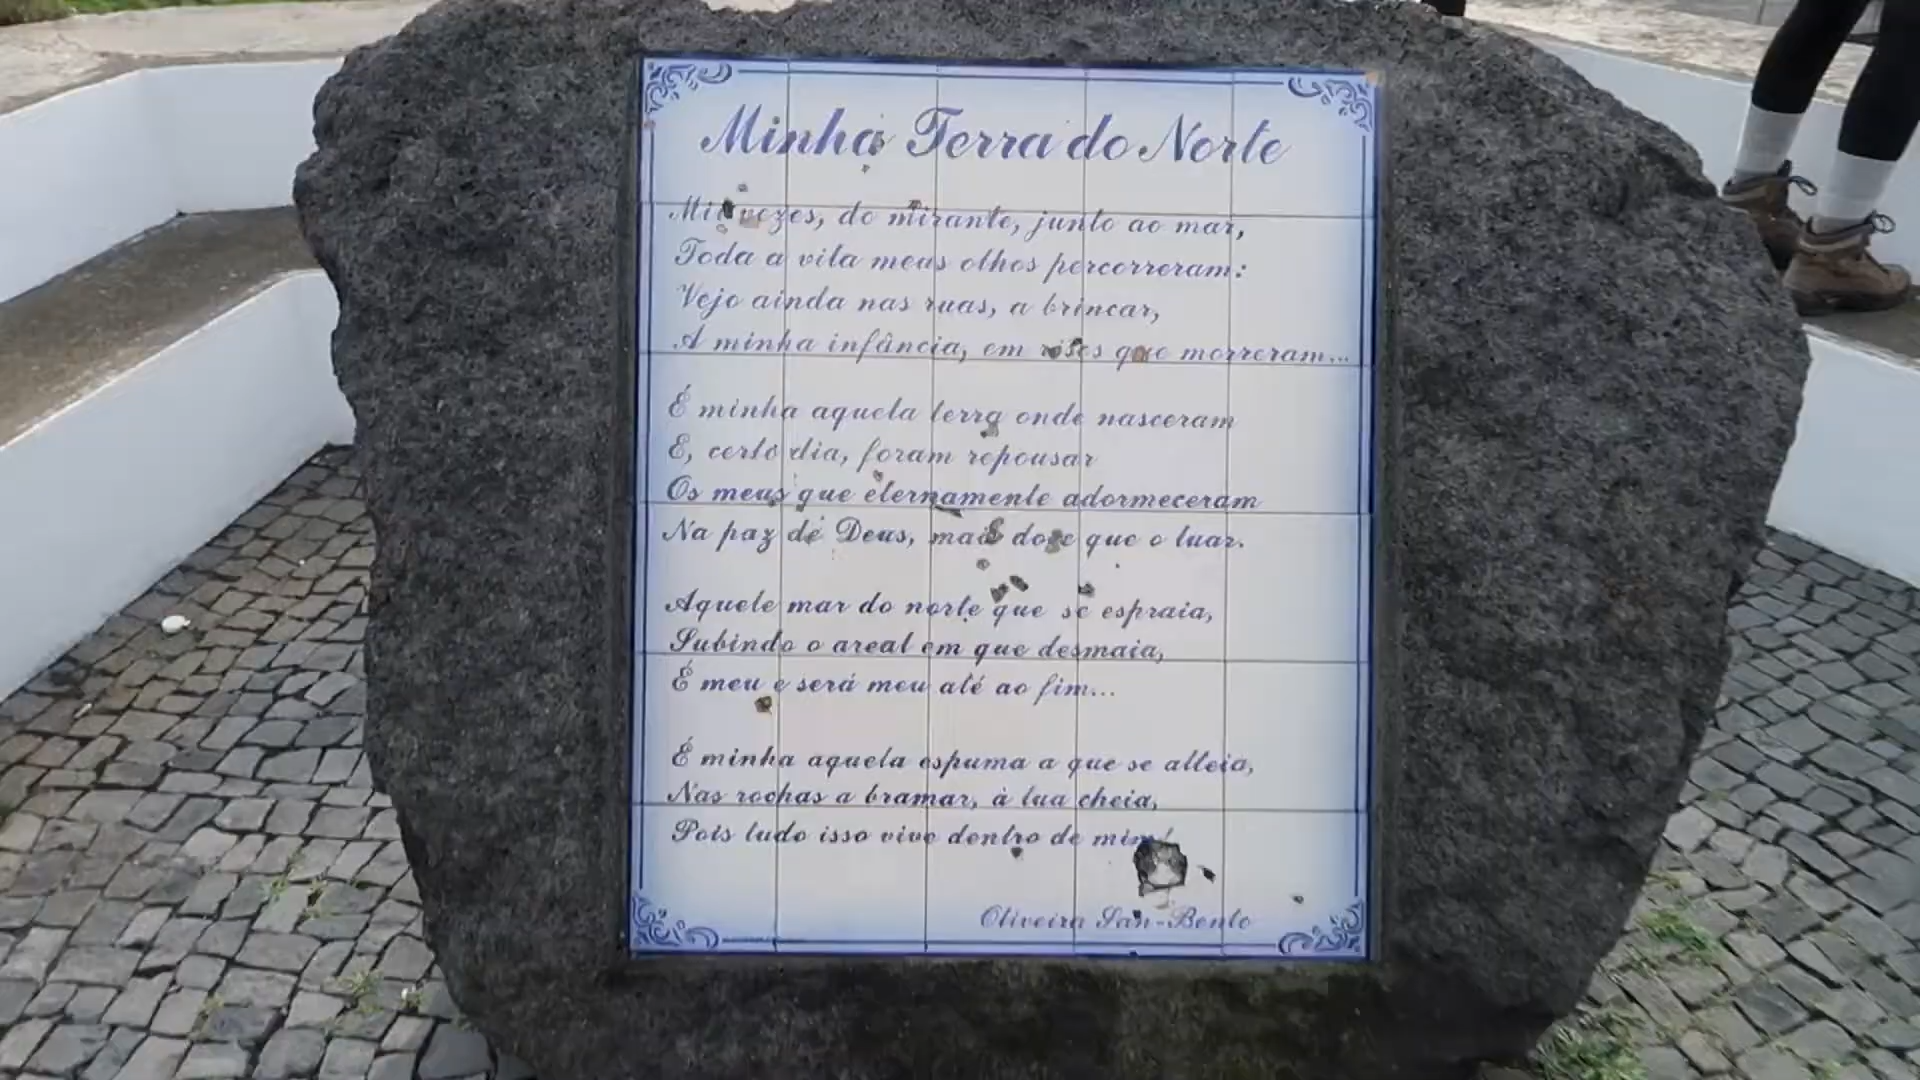 Minha Terra do Norte
Mil vezes, do mirante, junto ao mar,
Toda a vila meus olhos percorreram:
Vejo ainda nas ruas, a brincar,
A minha infância, em risos que morreram...
É minha aquela terra onde nasceram
E, certo dia, foram repousar
Os meus que eternamente adormeceram
Na paz de Deus, mais doce que o luar.
Aquele mar do norte que se espraia,
Subindo o areal em que desmaia,
É meu e será meu até ao fim...
É minha aquela espuma a que se alteia,
Nas rochas a bramar, à lua cheia,
Pois tudo isso vive dentro de mim!
Oliveira San-Bento